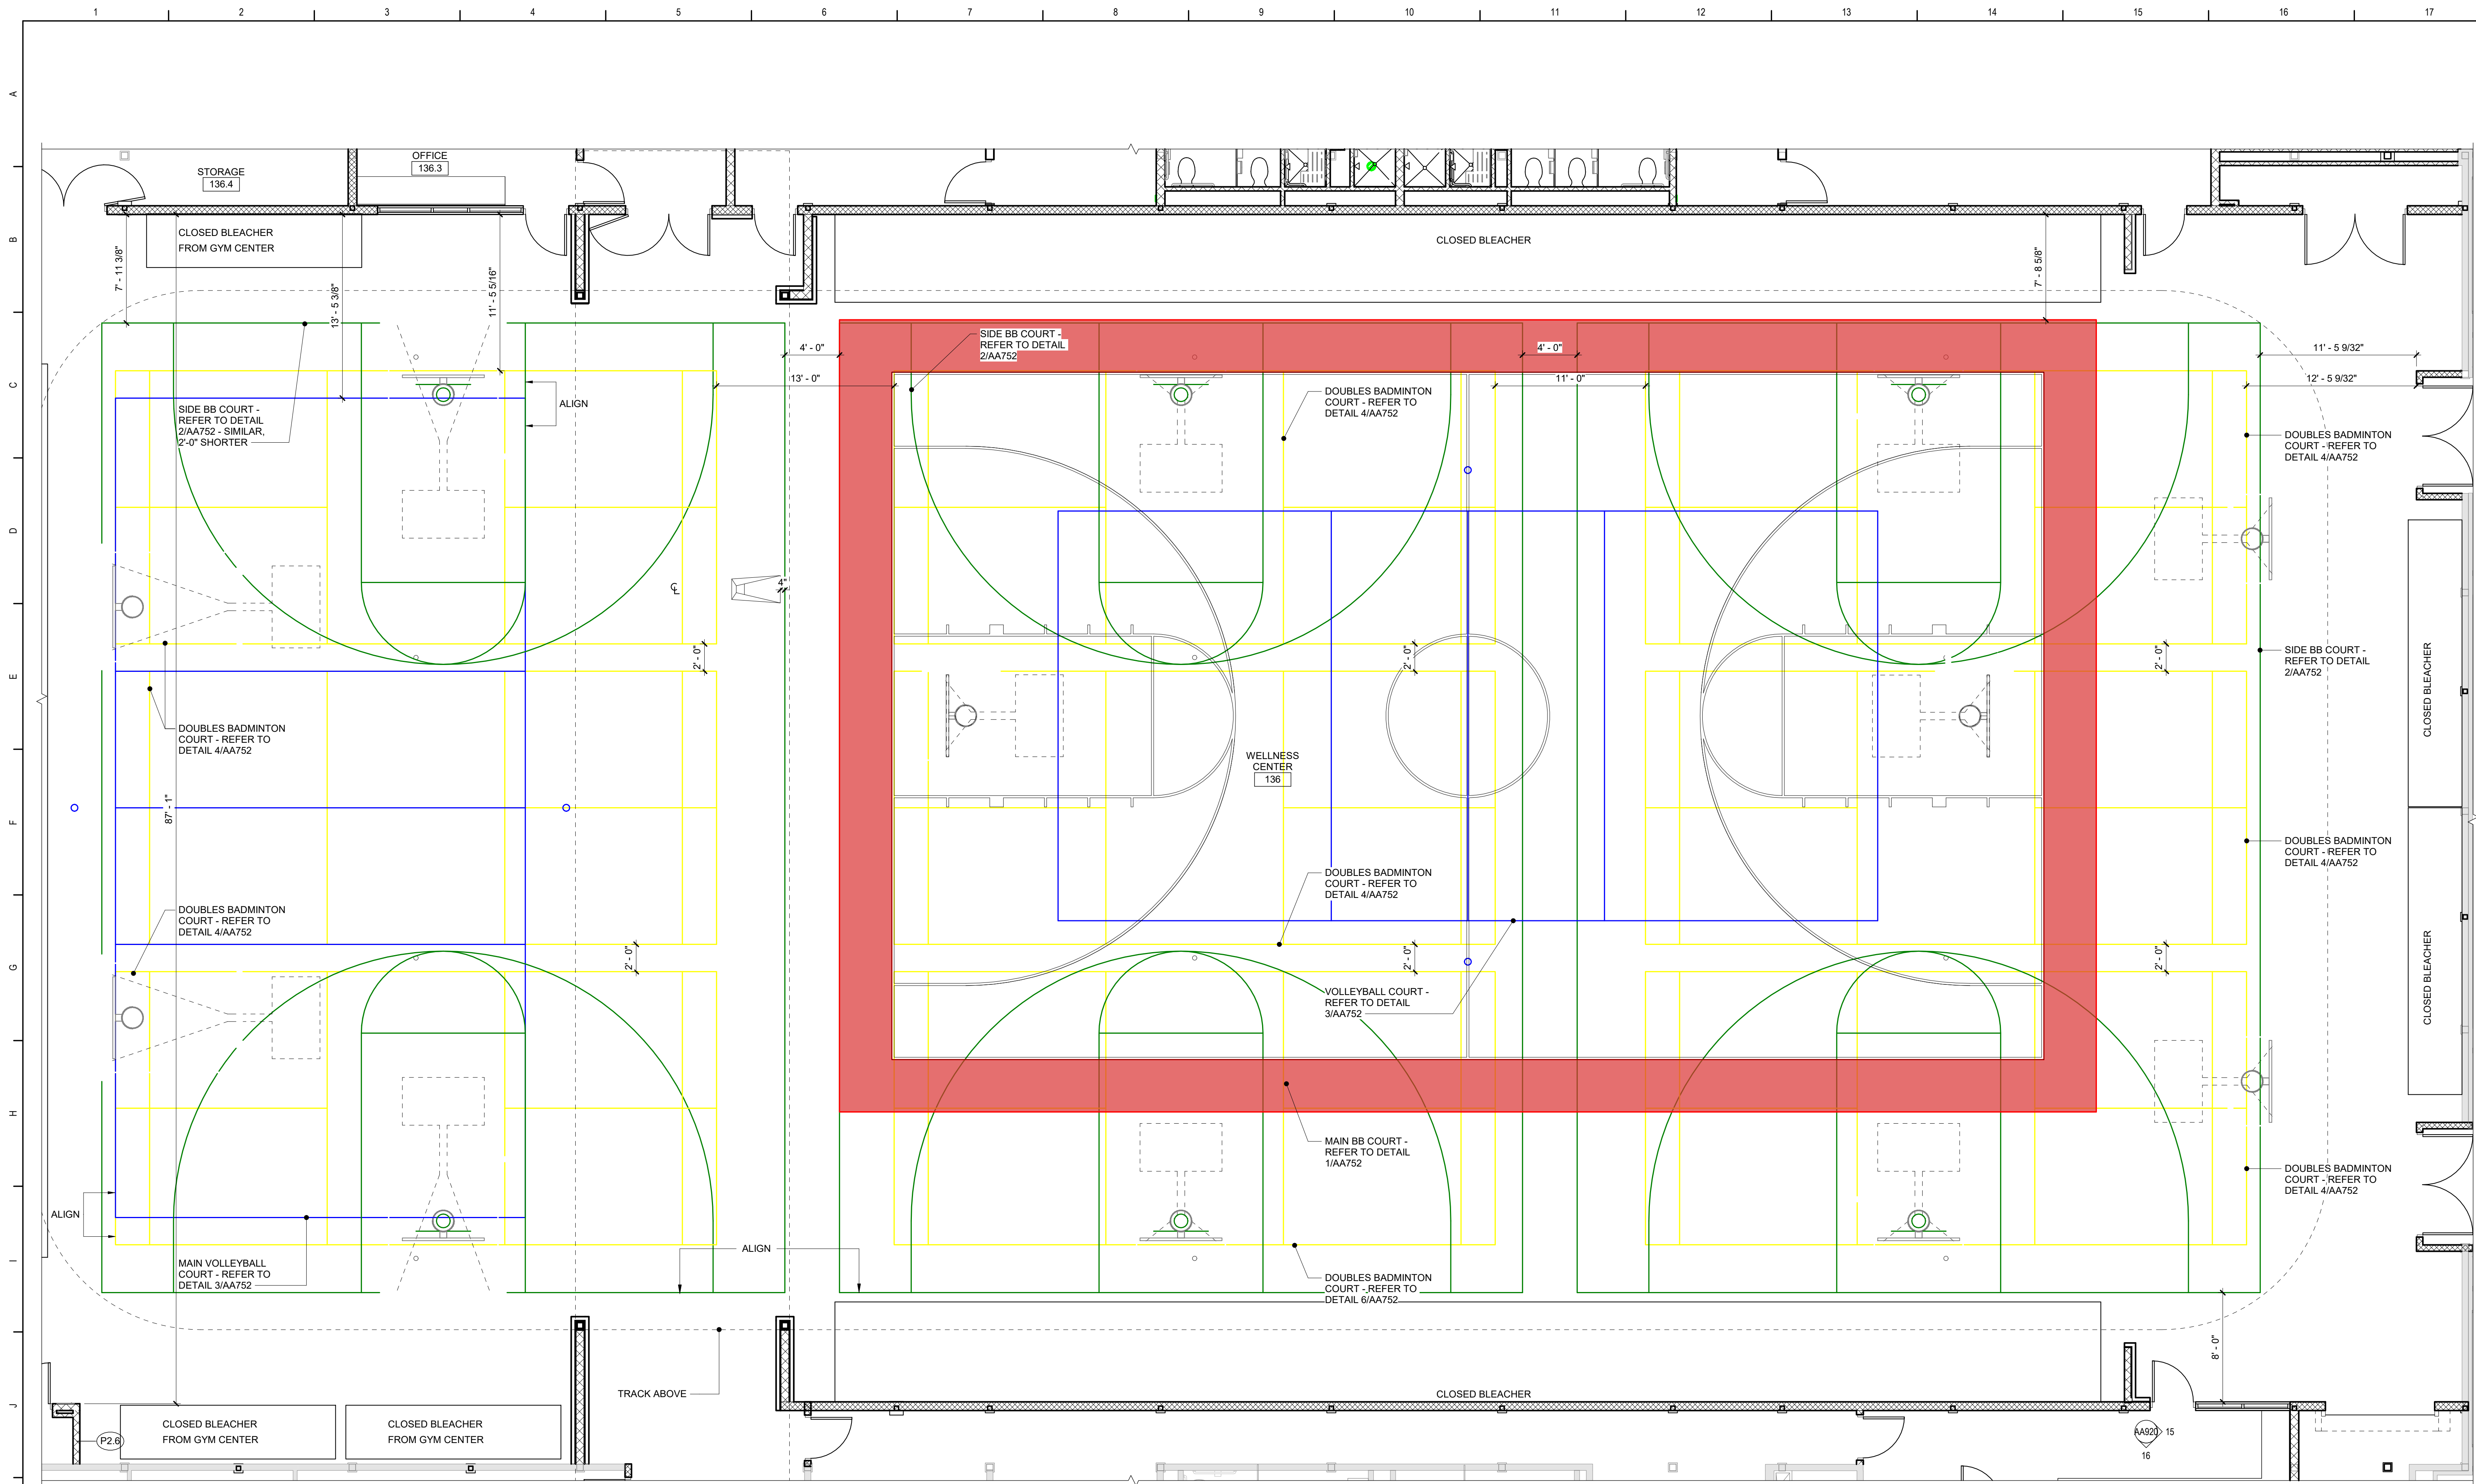 1 2 3 4 5 6 7 8 9 10 11 12 13 14 15 16 17
A
B
C
D
E
F
G
H
I
J
STORAGE
136.4
OFFICE
136.3
CLOSED BLEACHER
FROM GYM CENTER
CLOSED BLEACHER
7' - 11 3/8"
13' - 5 3/8"
11' - 5 5/16"
7' - 8 5/8"
SIDE BB COURT -
REFER TO DETAIL
2/AA752
4' - 0"
4' - 0"
11' - 5 9/32"
13' - 0"
11' - 0"
12' - 5 9/32"
ALIGN
SIDE BB COURT -
REFER TO DETAIL
2/AA752 - SIMILAR,
2'-0" SHORTER
DOUBLES BADMINTON
COURT - REFER TO
DETAIL 4/AA752
DOUBLES BADMINTON
COURT - REFER TO
DETAIL 4/AA752
4"
2' - 0"
2' - 0"
2' - 0"
SIDE BB COURT -
REFER TO DETAIL
2/AA752
CLOSED BLEACHER
DOUBLES BADMINTON
COURT - REFER TO
DETAIL 4/AA752
WELLNESS
CENTER
136
87' - 1"
DOUBLES BADMINTON
COURT - REFER TO
DETAIL 4/AA752
DOUBLES BADMINTON
COURT - REFER TO
DETAIL 4/AA752
DOUBLES BADMINTON
COURT - REFER TO
DETAIL 4/AA752
2' - 0"
2' - 0"
2' - 0"
CLOSED BLEACHER
VOLLEYBALL COURT -
REFER TO DETAIL
3/AA752
MAIN BB COURT -
REFER TO DETAIL
1/AA752
DOUBLES BADMINTON
COURT - REFER TO
DETAIL 4/AA752
ALIGN
ALIGN
MAIN VOLLEYBALL
COURT - REFER TO
DETAIL 3/AA752
DOUBLES BADMINTON
COURT - REFER TO
DETAIL 6/AA752
8' - 0"
TRACK ABOVE
CLOSED BLEACHER
CLOSED BLEACHER
FROM GYM CENTER
CLOSED BLEACHER
FROM GYM CENTER
P2.6
AA920 15
16